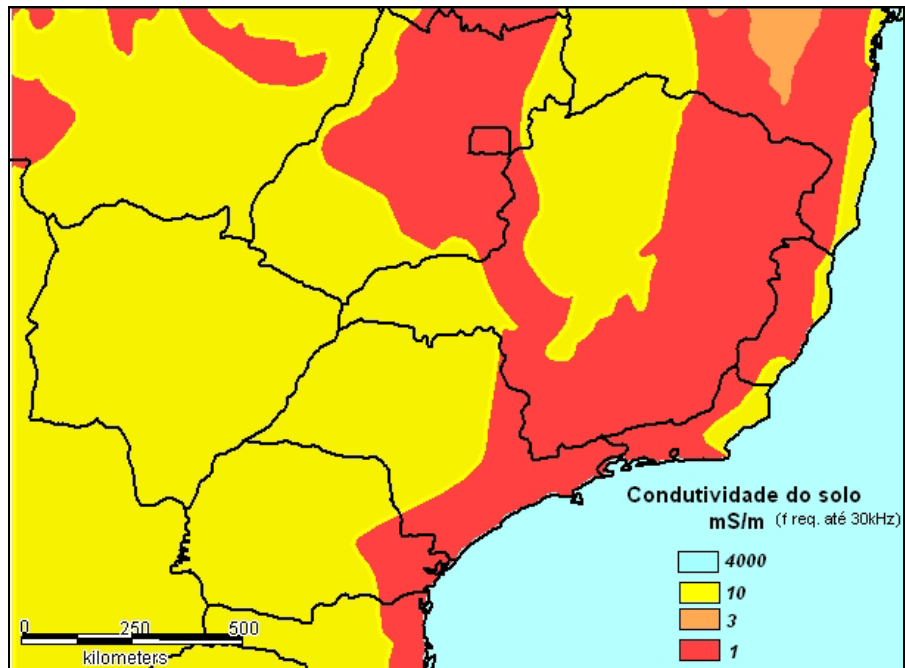 Condutividade do solo
mS/m (f req. até 30kHz)
4000
10
3
1
0 250 500
kilometers